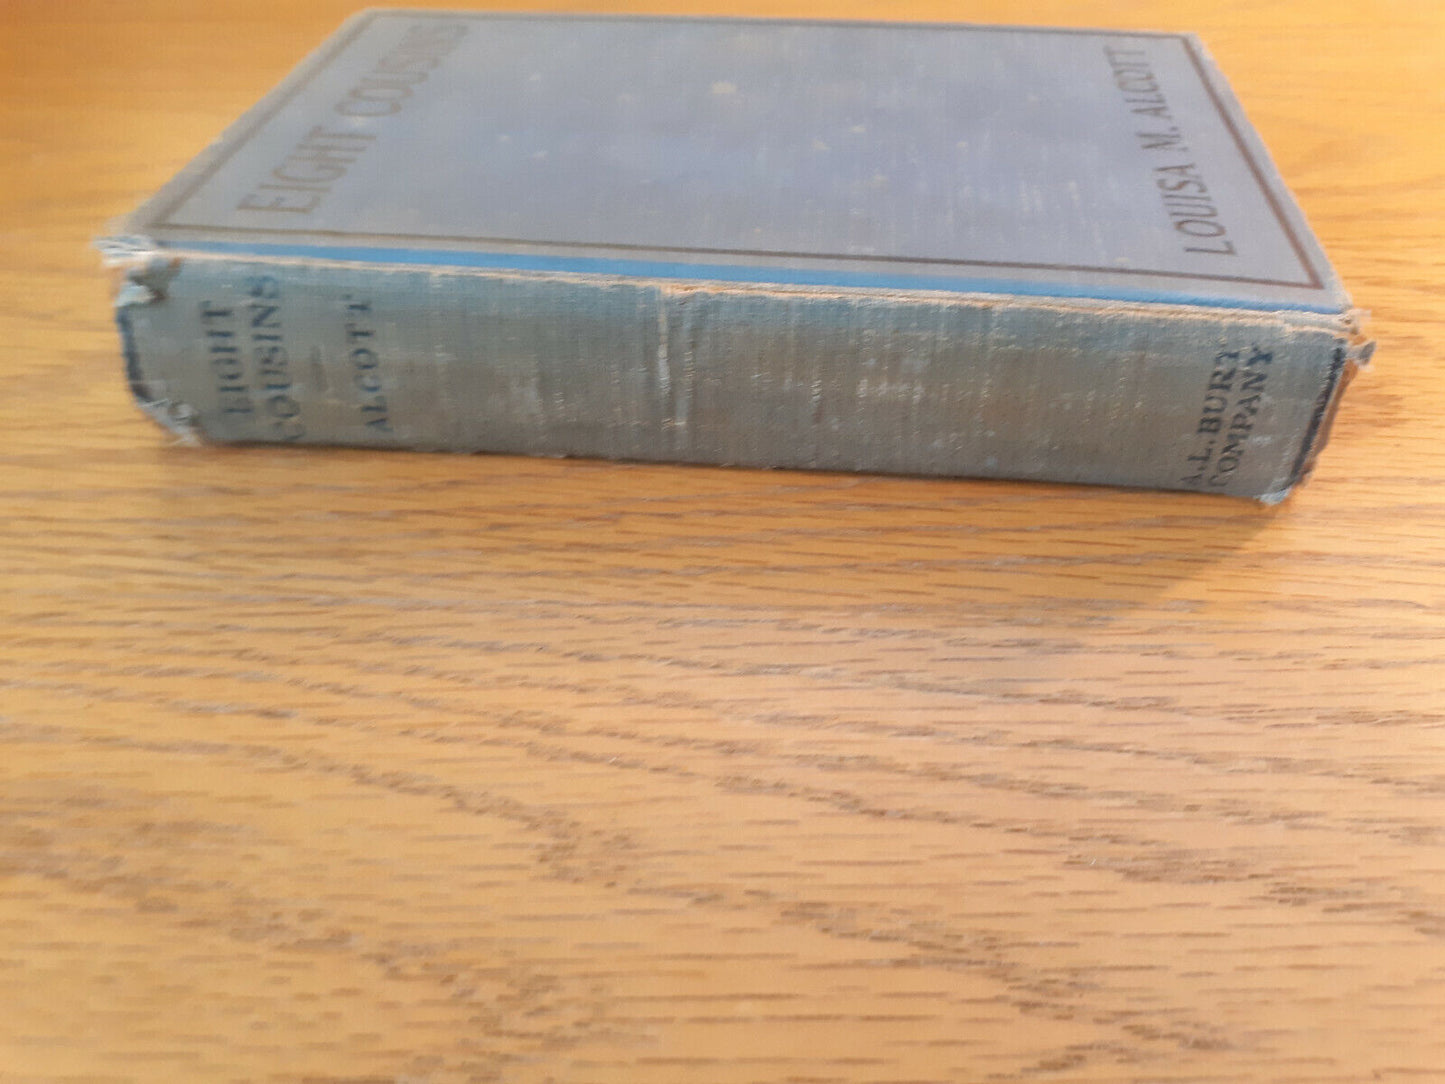 EIGHT COUSINS
LOUISA M. ALCOTT
EIGHT
COUSINS
ALCOTT
A.L. BURT
COMPANY